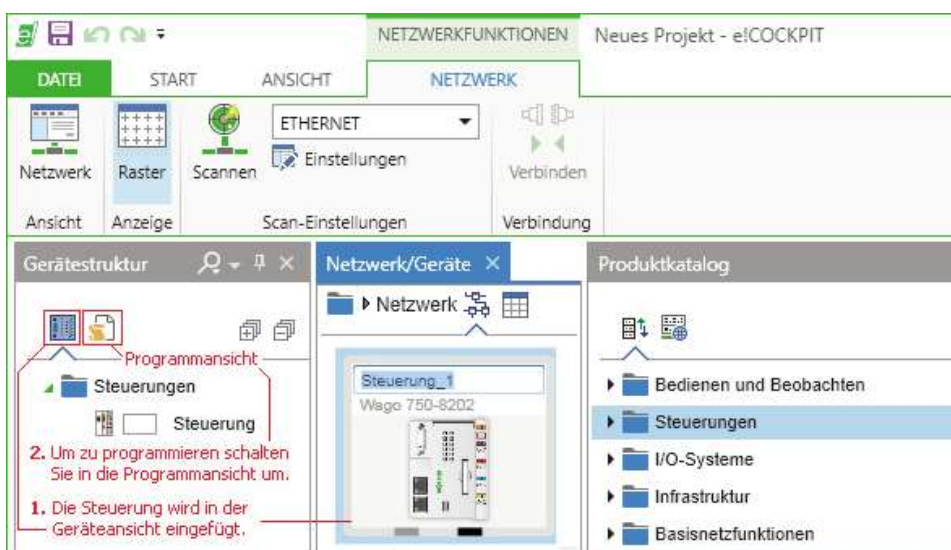 e!
NETZWERKFUNKTIONEN
Neues Projekt - e!COCKPIT
DATEI
START
ANSICHT
NETZWERK
Netzwerk
Raster
Scannen
ETHERNET
Einstellungen
Verbinden
Ansicht
Anzeige
Scan-Einstellungen
Verbindung
Gerätestruktur
Netzwerk/Geräte
Produktkatalog
Netzwerk
Programmansicht
Steuerungen
Steuerung
2. Um zu programmieren schalten
Sie in die Programmansicht um.
1. Die Steuerung wird in der
Geräteansicht eingefügt.
Steuerung_1
Wago 750-8202
Bedienen und Beobachten
Steuerungen
I/O-Systeme
Infrastruktur
Basisnetzfunktionen